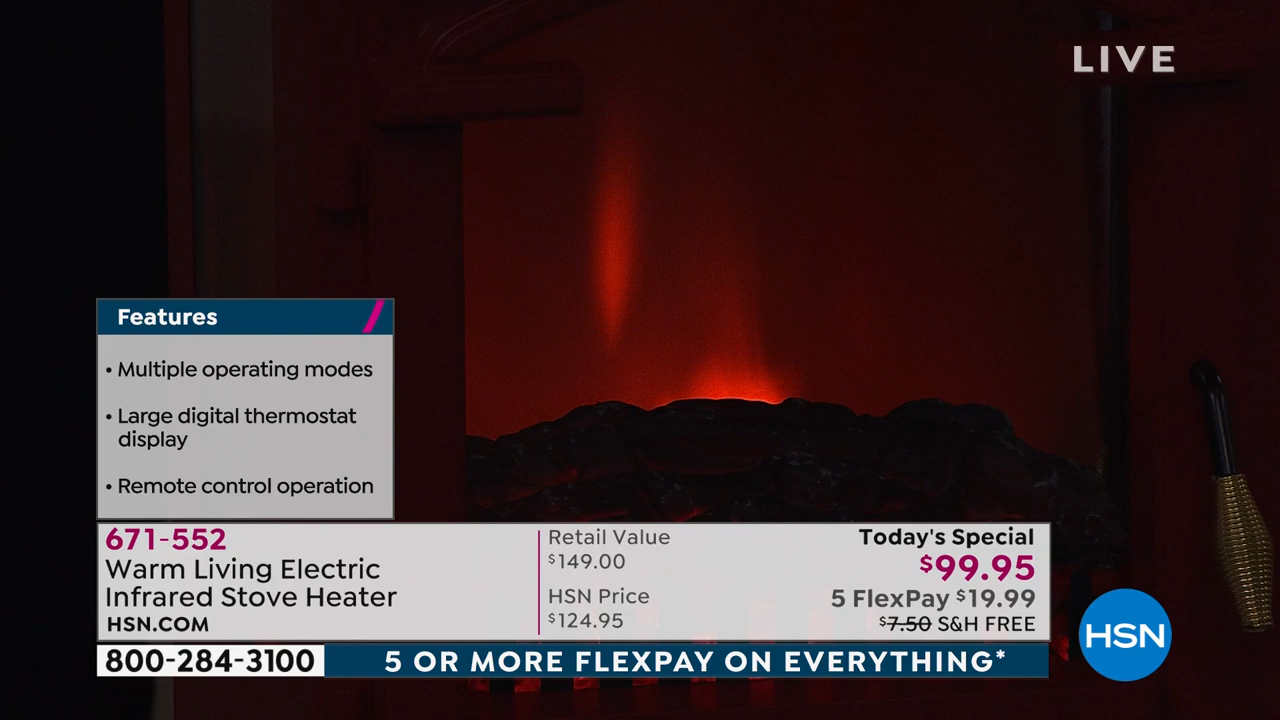 LIVE
Features
• Multiple operating modes
• Large digital thermostat
display
• Remote control operation
671-552
Warm Living Electric
Infrared Stove Heater
HSN.COM
Retail Value
$149.00
HSN Price
$124.95
Today's Special
$99.95
5 FlexPay $19.99
$7.50 S&H FREE
800-284-3100
5 OR MORE FLEXPAY ON EVERYTHING*
HSN